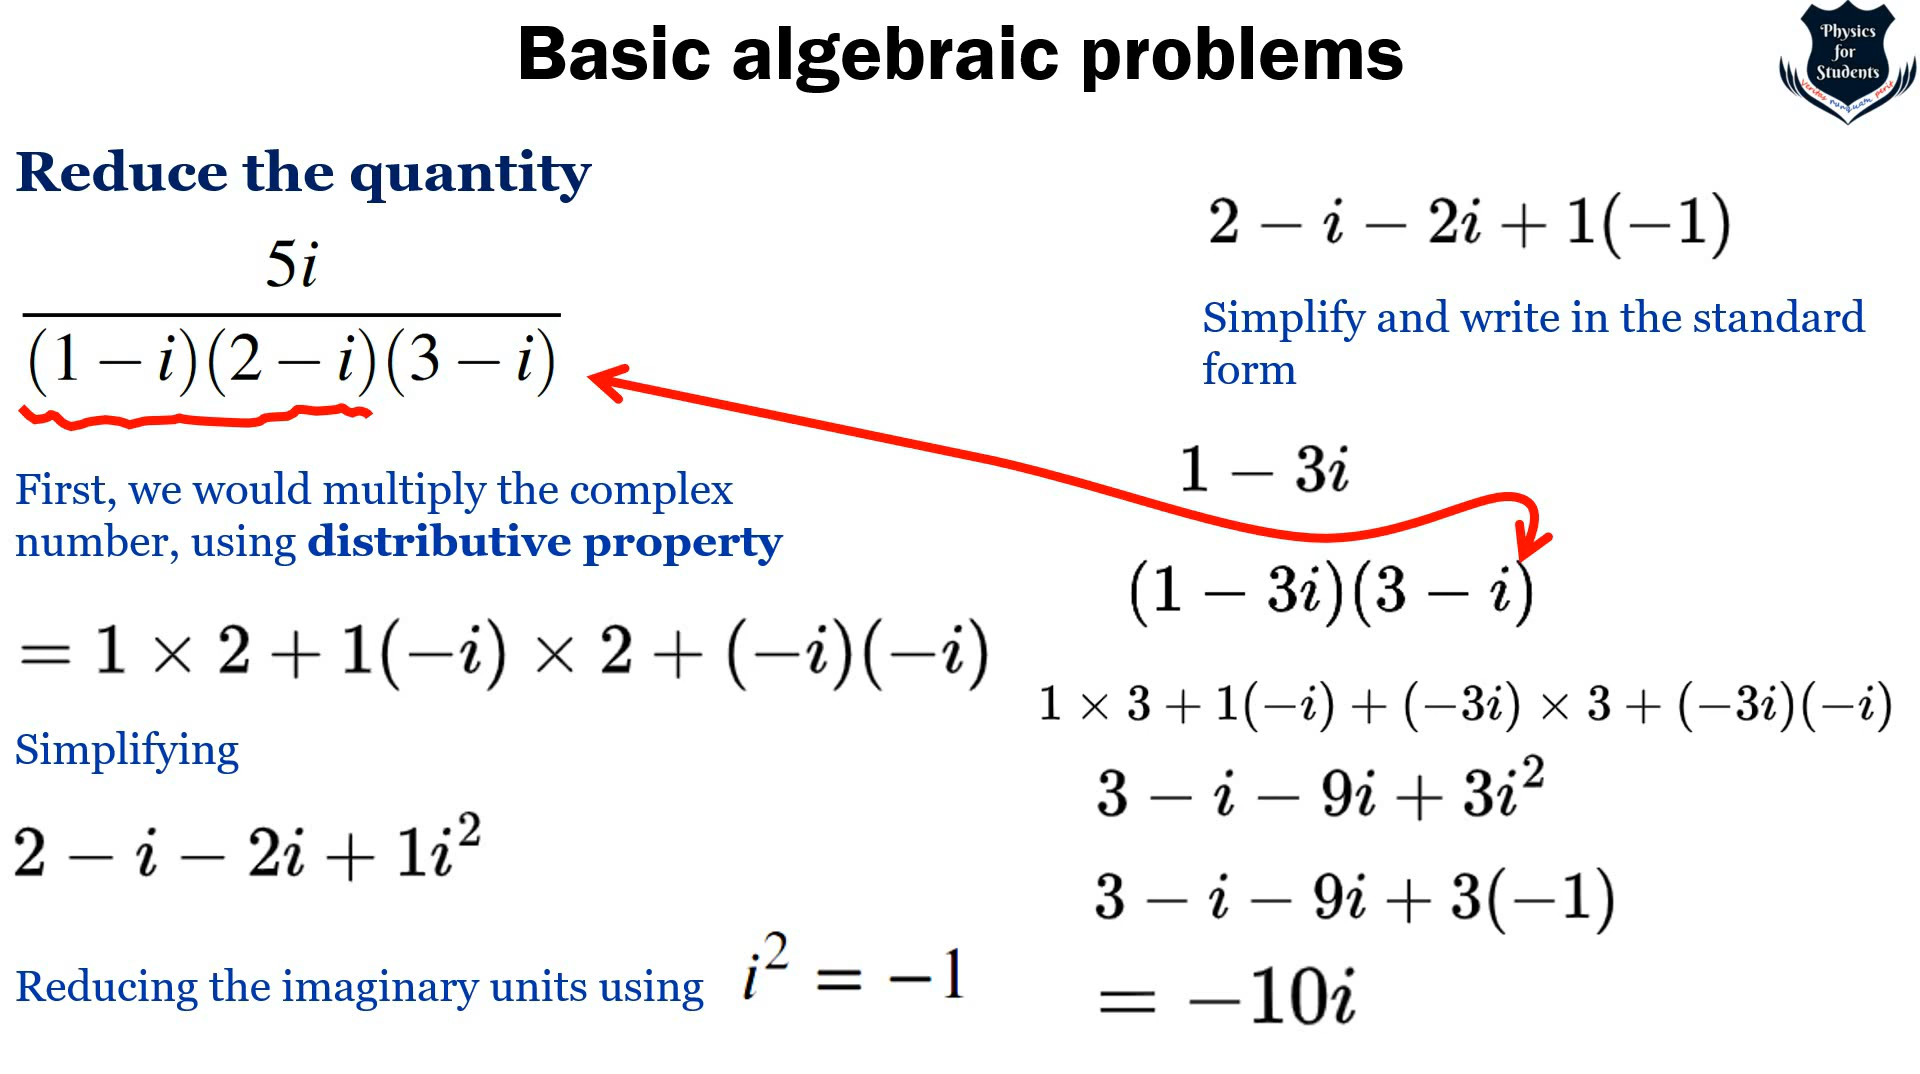 Basic algebraic problems
Physics
for
Students
veritas nunquam perit
Reduce the quantity
5i
(1 − i)(2 − i)(3 − i)
First, we would multiply the complex
number, using distributive property
= 1 × 2 + 1(−i) × 2 + (−i)(−i)
Simplifying
2 − i − 2i + 1i²
Reducing the imaginary units using i² = −1
2 − i − 2i + 1(−1)
Simplify and write in the standard
form
1 − 3i
(1 − 3i)(3 − i)
1 × 3 + 1(−i) + (−3i) × 3 + (−3i)(−i)
3 − i − 9i + 3i²
3 − i − 9i + 3(−1)
= −10i